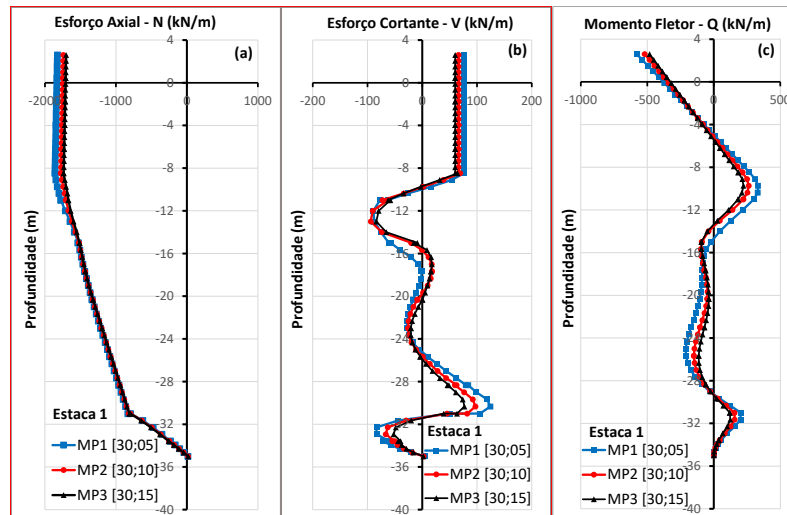 Esforço Axial - N (kN/m)
(a)
4
0
-2000 -1000 0 1000
-4
-8
-12
-16
-20
-24
-28
-32
-36
-40
Profundidade (m)
Estaca 1
MP1 [30;05]
MP2 [30;10]
MP3 [30;15]
Esforço Cortante - V (kN/m)
(b)
4
0
-200 -100 0 100 200
-4
-8
-12
-16
-20
-24
-28
-32
-36
-40
Profundidade (m)
Estaca 1
MP1 [30;05]
MP2 [30;10]
MP3 [30;15]
Momento Fletor - Q (kN/m)
(c)
4
0
-1000 -500 0 500
-4
-8
-12
-16
-20
-24
-28
-32
-36
-40
Profundidade (m)
Estaca 1
MP1 [30;05]
MP2 [30;10]
MP3 [30;15]